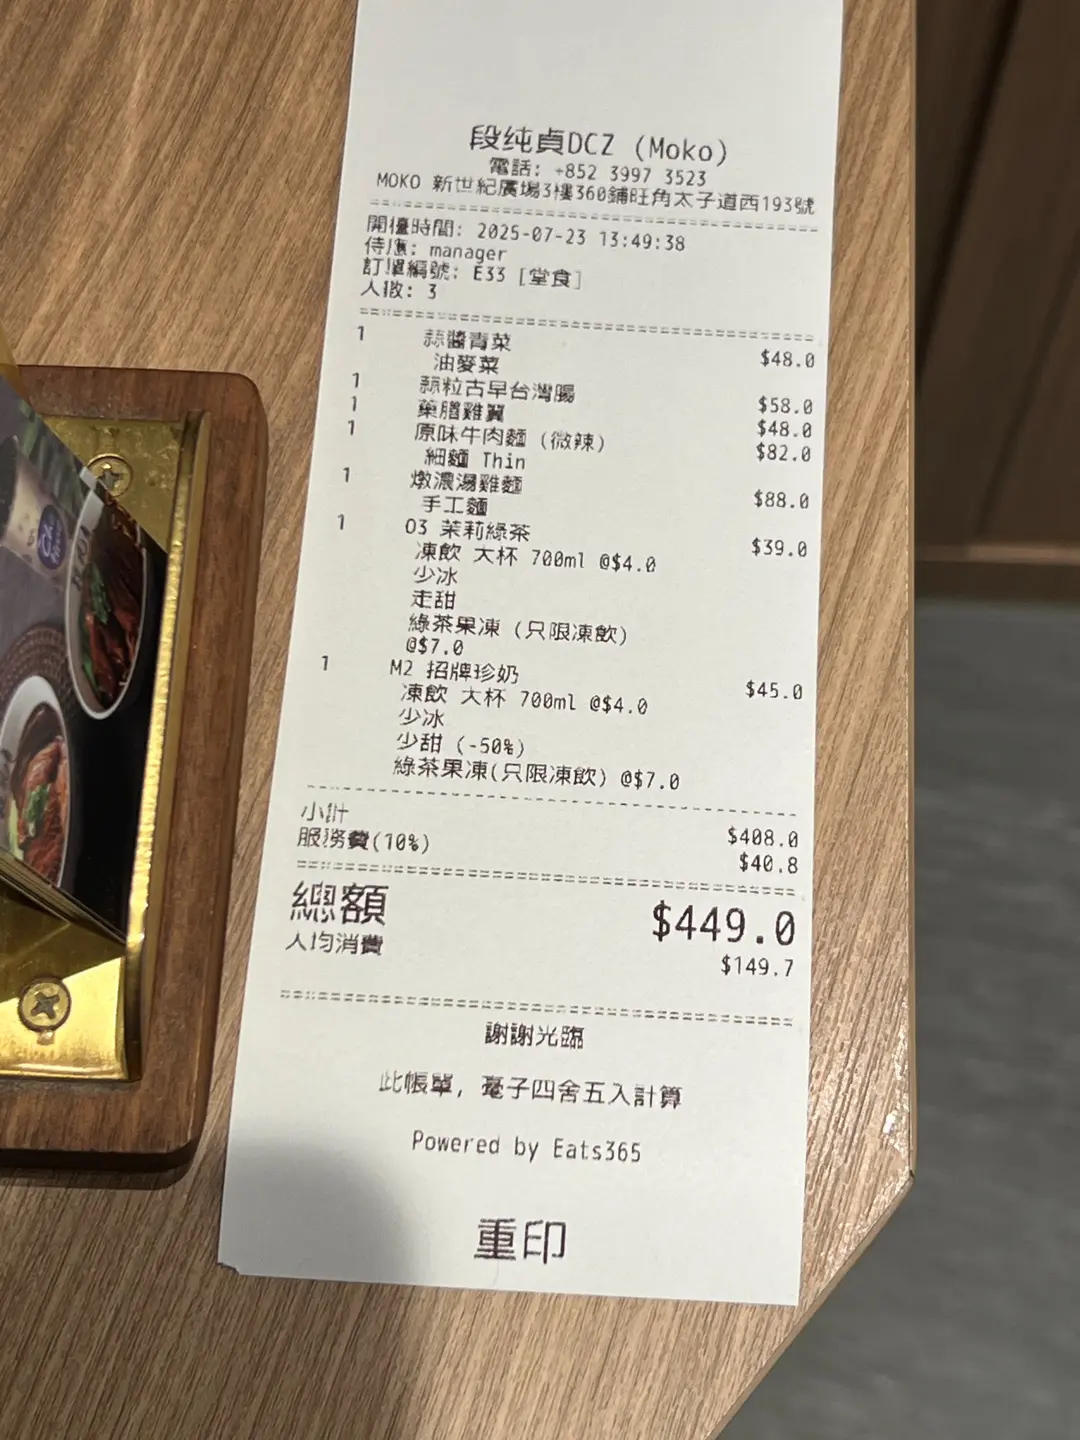 段纯貞DCZ (Moko)
電話: +852 3997 3523
MOKO 新世紀廣場3樓360鋪旺角太子道西193號
開檯時間: 2025-07-23 13:49:38
侍應: manager
訂單編號: E33 [堂食]
人數: 3
1 蒜醬青菜 $48.0
油麥菜
1 蒜粒古早台灣腸 $58.0
1 藥膳雞翼 $48.0
1 原味牛肉麵 (微辣) $82.0
細麵 Thin
1 燉濃湯雞麵 $88.0
手工麵
1 O3 茉莉綠茶 $39.0
凍飲 大杯 700ml @$4.0
少冰
走甜
綠茶果凍 (只限凍飲)
@$7.0
1 M2 招牌珍奶 $45.0
凍飲 大杯 700ml @$4.0
少冰
少甜 (-50%)
綠茶果凍(只限凍飲) @$7.0
小計 $408.0
服務費(10%) $40.8
總額 $449.0
人均消費 $149.7
謝謝光臨
此帳單, 毫子四舍五入計算
Powered by Eats365
重印